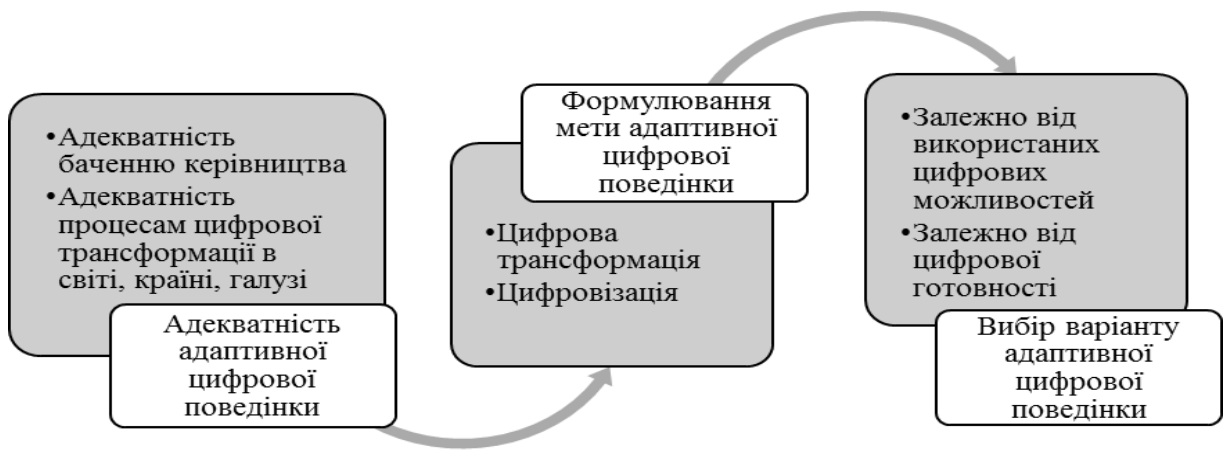 •Адекватність
баченню керівництва
•Адекватність
процесам цифрової
трансформації в
світі, країні, галузі
Адекватність
адаптивної
цифрової
поведінки
Формулювання
мети адаптивної
цифрової
поведінки
•Цифрова
трансформація
•Цифровізація
•Залежно від
використаних
цифрових
можливостей
•Залежно від
цифрової
готовності
Вибір варіанту
адаптивної
цифрової
поведінки